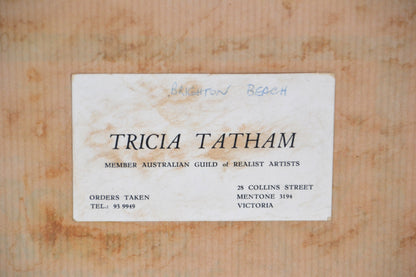 BRIGHTON BEACH
TRICIA TATHAM
MEMBER AUSTRALIAN GUILD of REALIST ARTISTS
ORDERS TAKEN
TEL.: 93 9949
28 COLLINS STREET
MENTONE 3194
VICTORIA